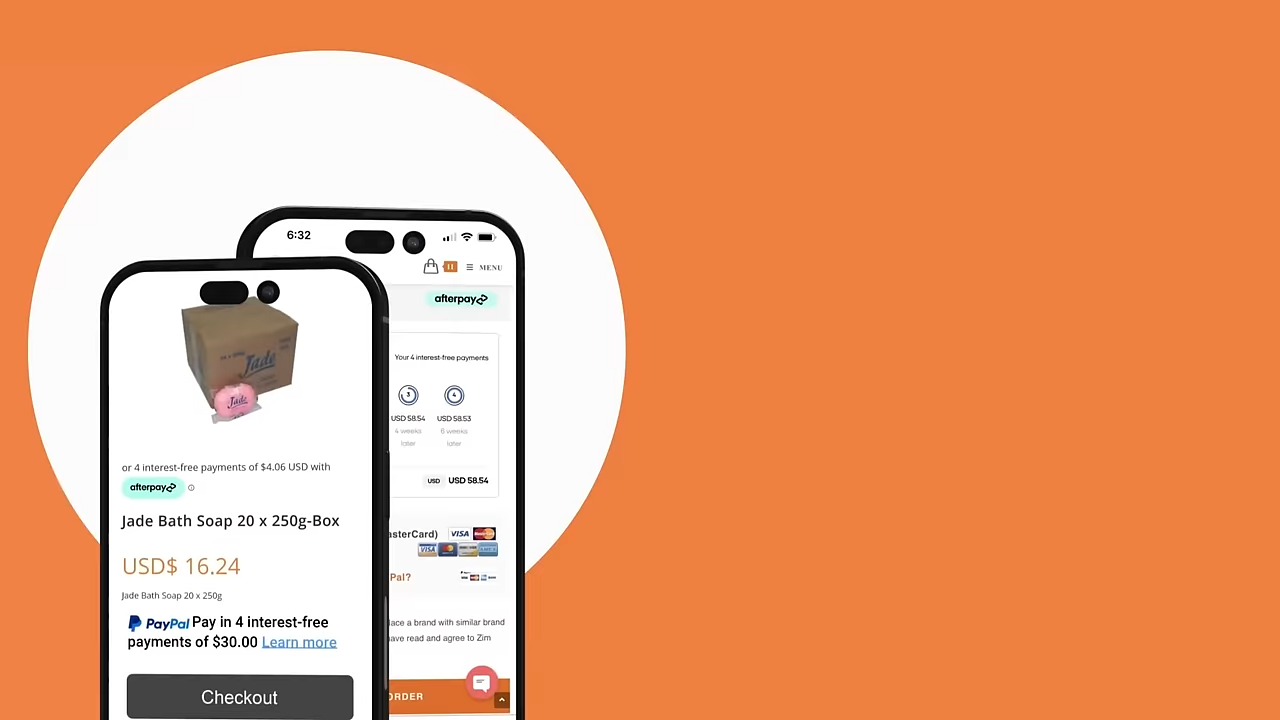 6:32
MENU
afterpay
Your 4 interest-free payments
3
4
USD 58.54 USD 58.53
4 weeks 6 weeks
later later
USD USD 58.54
asterCard) VISA
VISA
Pal?
lace a brand with similar brand
ave read and agree to Zim
ORDER
Jade
Jade
or 4 interest-free payments of $4.06 USD with
afterpay
Jade Bath Soap 20 x 250g-Box
USD$ 16.24
Jade Bath Soap 20 x 250g
PayPal Pay in 4 interest-free
payments of $30.00 Learn more
Checkout